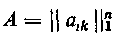 A = || a_{ik} ||_1^n